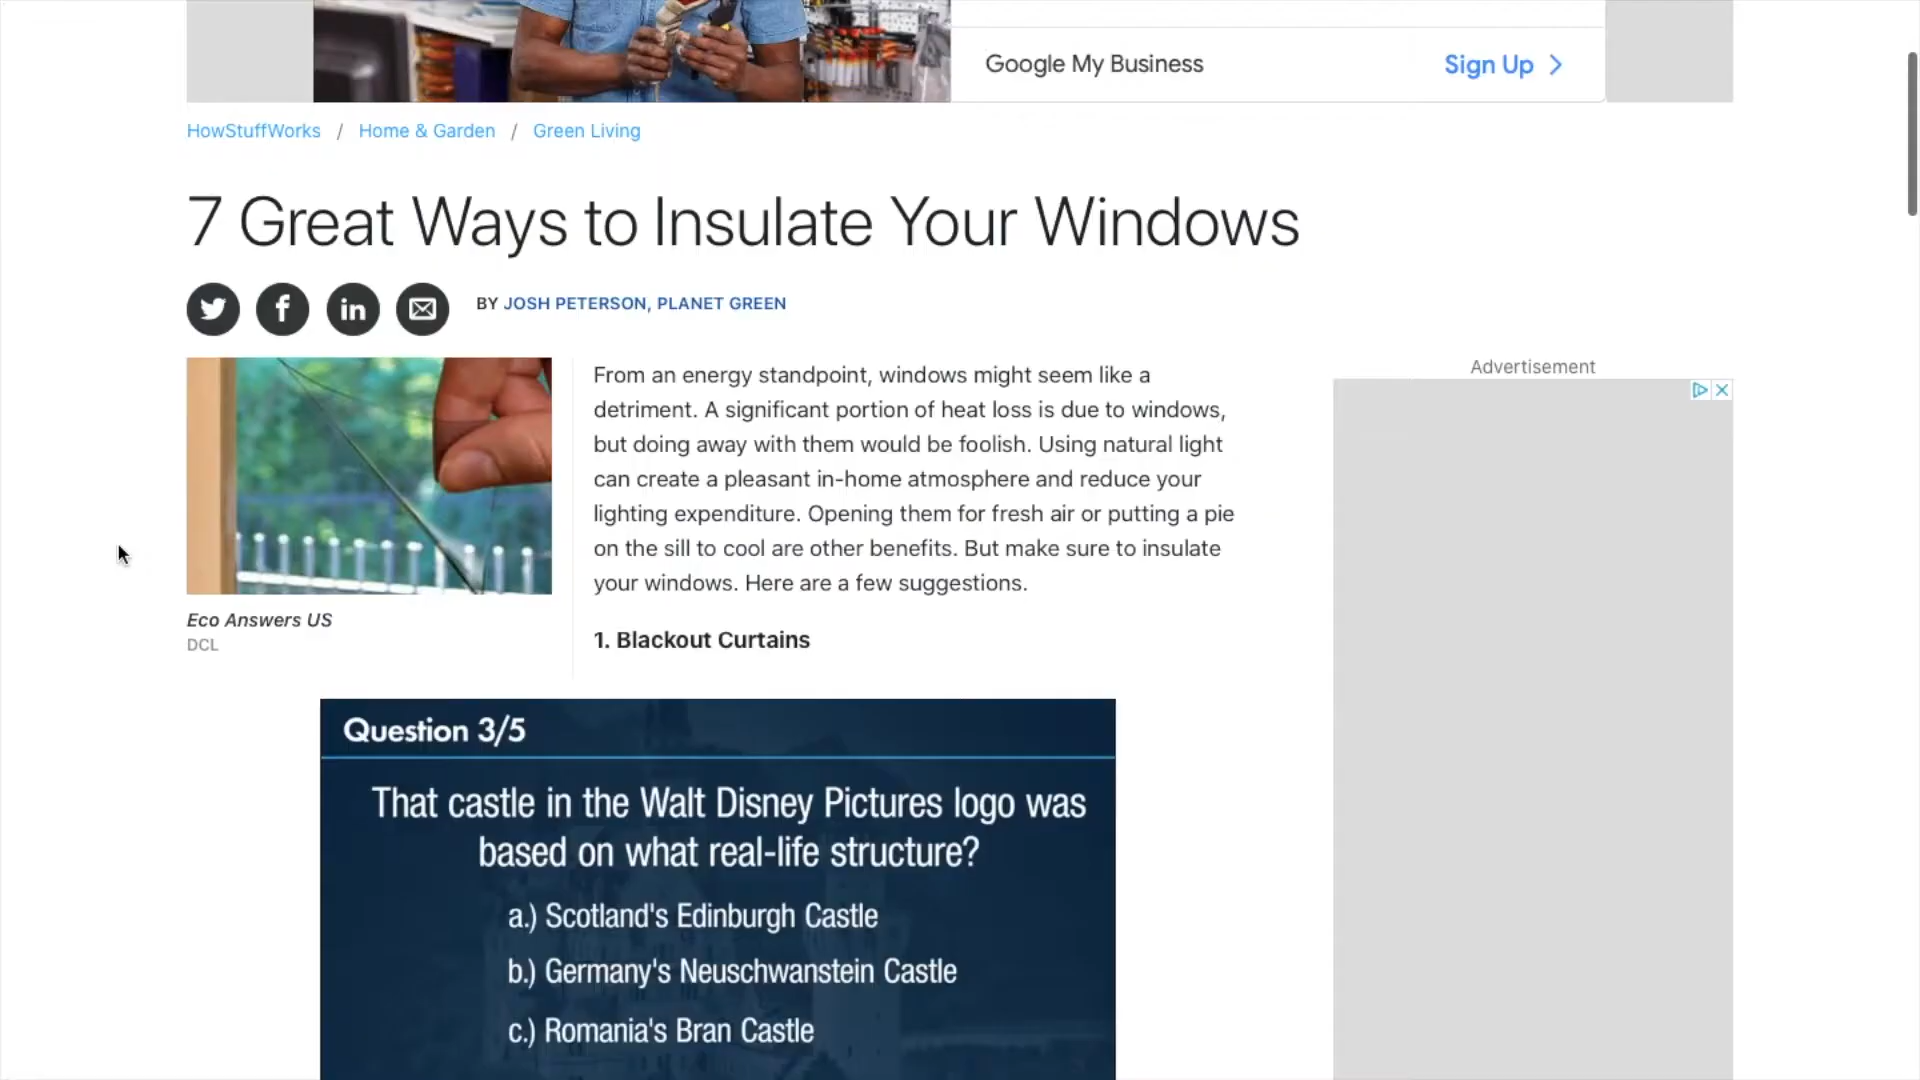 Google My Business
Sign Up
HowStuffWorks / Home & Garden / Green Living
7 Great Ways to Insulate Your Windows
BY JOSH PETERSON, PLANET GREEN
From an energy standpoint, windows might seem like a
detriment. A significant portion of heat loss is due to windows,
but doing away with them would be foolish. Using natural light
can create a pleasant in-home atmosphere and reduce your
lighting expenditure. Opening them for fresh air or putting a pie
on the sill to cool are other benefits. But make sure to insulate
your windows. Here are a few suggestions.
Eco Answers US
DCL
1. Blackout Curtains
Advertisement
Question 3/5
That castle in the Walt Disney Pictures logo was
based on what real-life structure?
a.) Scotland's Edinburgh Castle
b.) Germany's Neuschwanstein Castle
c.) Romania's Bran Castle